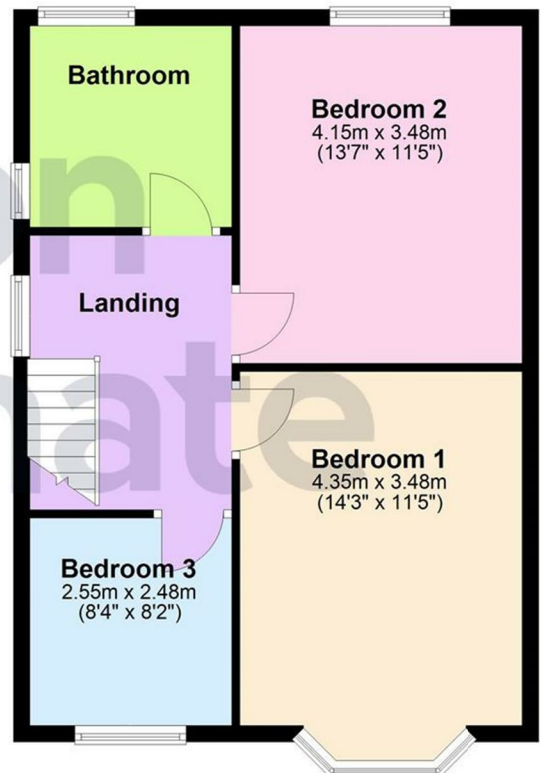 Bathroom
Bedroom 2
4.15m x 3.48m
(13'7" x 11'5")
Landing
Bedroom 1
4.35m x 3.48m
(14'3" x 11'5")
Bedroom 3
2.55m x 2.48m
(8'4" x 8'2")